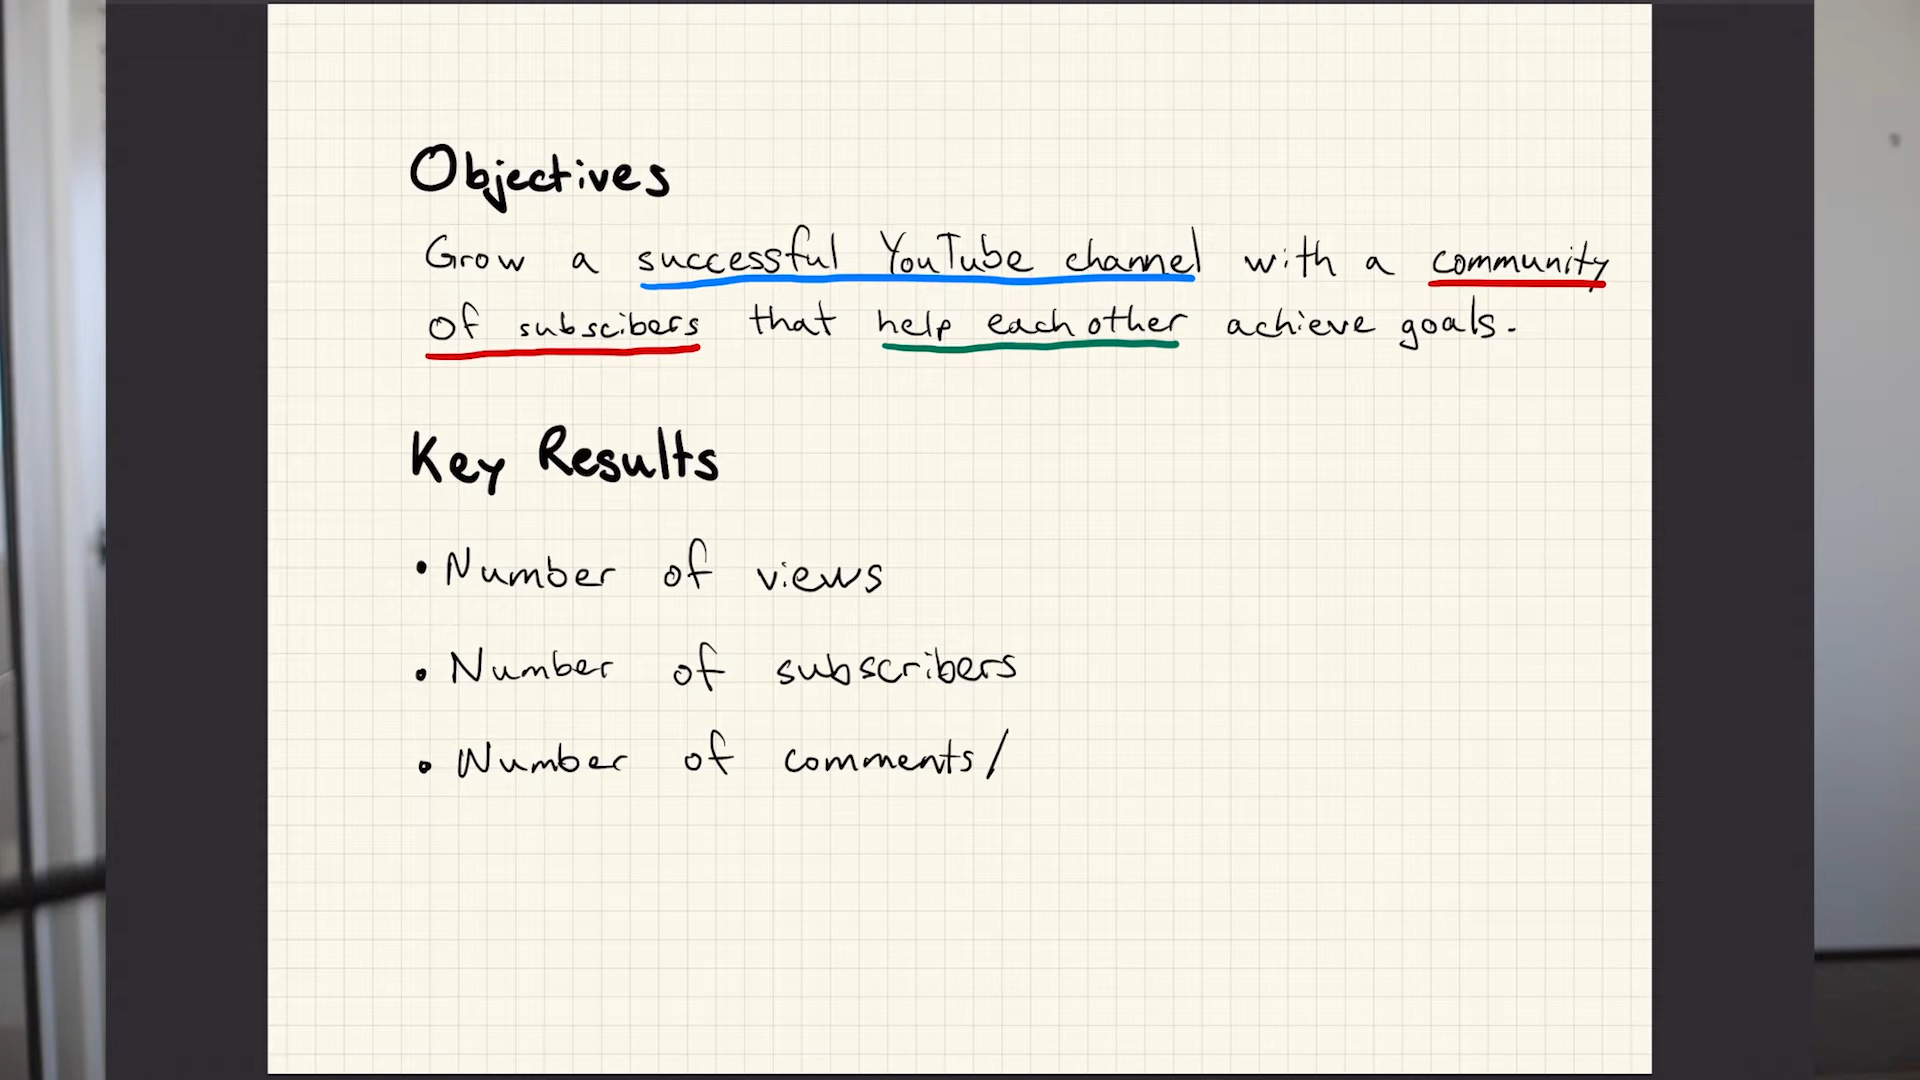 Objectives
Grow a successful YouTube channel with a community
of subscibers that help each other achieve goals.
Key Results
• Number of views
• Number of subscribers
• Number of comments/